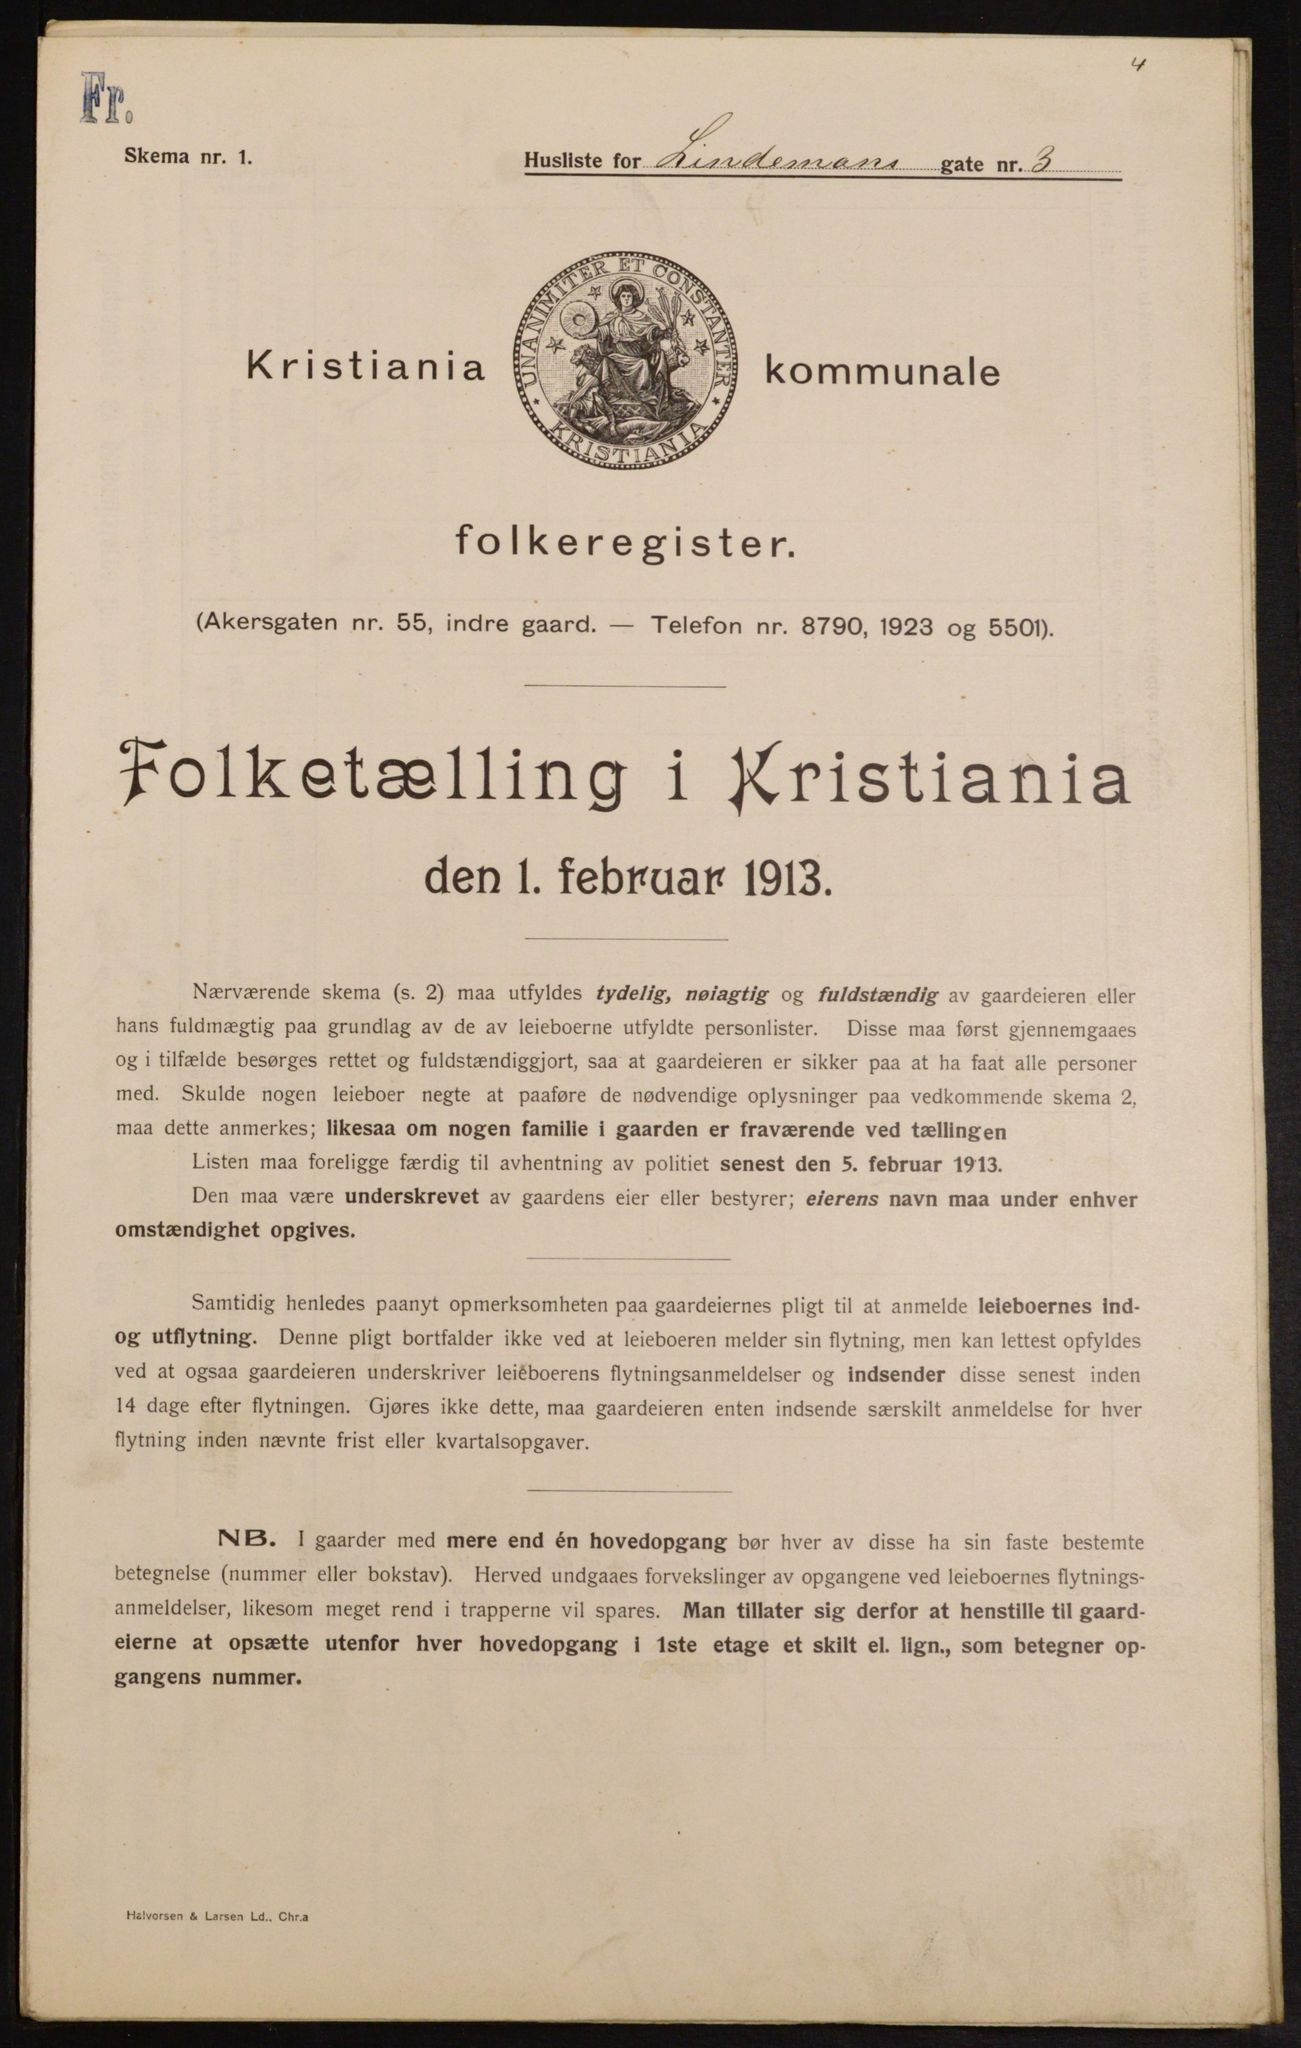 4
Fr.
Skema nr. 1.
Husliste for Lindemans gate nr. 3
UNANIMITER ET CONSTANTER
KRISTIANIA
Kristiania kommunale
folkeregister.
(Akersgaten nr. 55, indre gaard. — Telefon nr. 8790, 1923 og 5501).
Folketælling i Kristiania
den 1. februar 1913.
Nærværende skema (s. 2) maa utfyldes tydelig, nøiagtig og fuldstændig av gaardeieren eller
hans fuldmægtig paa grundlag av de av leieboerne utfyldte personlister. Disse maa først gjennemgaaes
og i tilfælde besørges rettet og fuldstændiggjort, saa at gaardeieren er sikker paa at ha faat alle personer
med. Skulde nogen leieboer negte at paaføre de nødvendige oplysninger paa vedkommende skema 2,
maa dette anmerkes; likesaa om nogen familie i gaarden er fraværende ved tællingen
Listen maa foreligge færdig til avhentning av politiet senest den 5. februar 1913.
Den maa være underskrevet av gaardens eier eller bestyrer; eierens navn maa under enhver
omstændighet opgives.
Samtidig henledes paanyt opmerksomheten paa gaardeiernes pligt til at anmelde leieboernes ind-
og utflytning. Denne pligt bortfalder ikke ved at leieboeren melder sin flytning, men kan lettest opfyldes
ved at ogsaa gaardeieren underskriver leieboerens flytningsanmeldelser og indsender disse senest inden
14 dage efter flytningen. Gjøres ikke dette, maa gaardeieren enten indsende særskilt anmeldelse for hver
flytning inden nævnte frist eller kvartalsopgaver.
NB. I gaarder med mere end én hovedopgang bør hver av disse ha sin faste bestemte
betegnelse (nummer eller bokstav). Herved undgaaes forvekslinger av opgangene ved leieboernes flytnings-
anmeldelser, likesom meget rend i trapperne vil spares. Man tillater sig derfor at henstille til gaard-
eierne at opsætte utenfor hver hovedopgang i 1ste etage et skilt el. lign., som betegner op-
gangens nummer.
Halvorsen & Larsen Ld., Chr.a